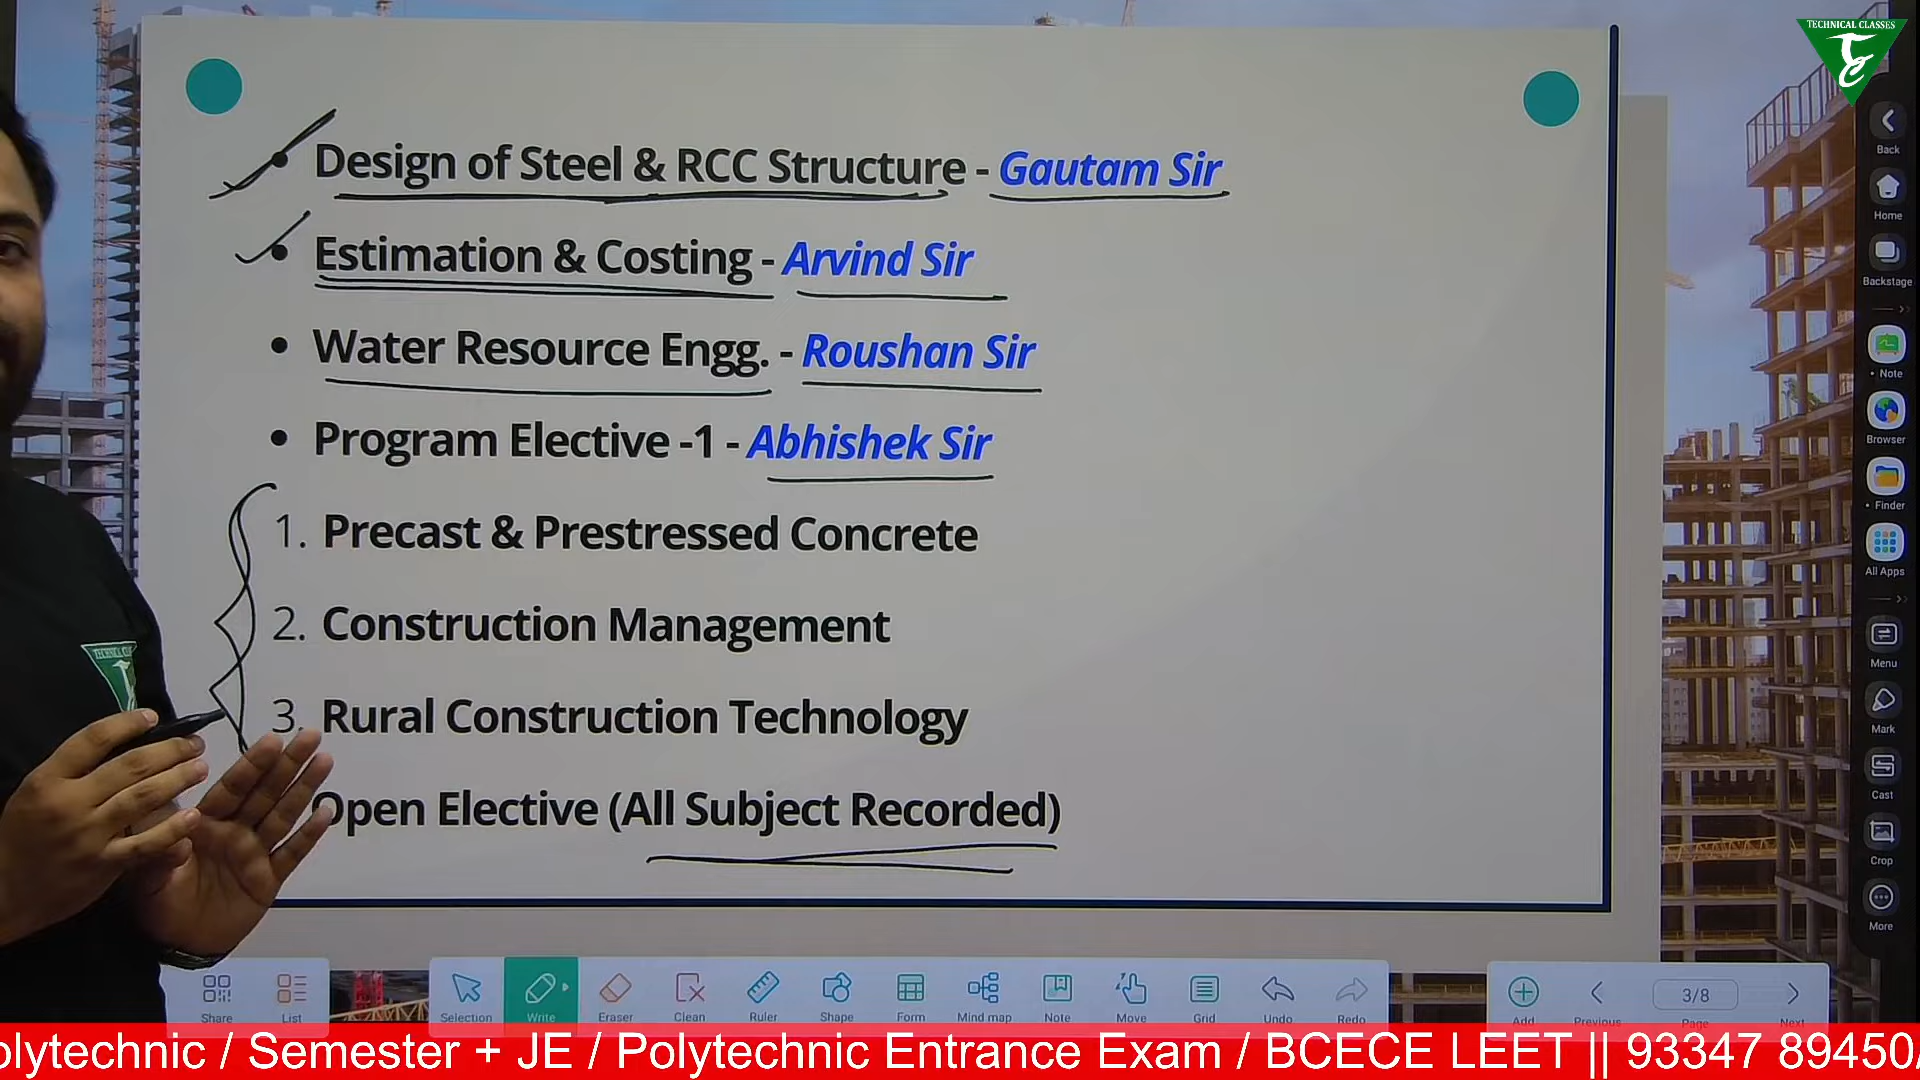 TECHNICAL CLASSES
Design of Steel & RCC Structure - Gautam Sir
Estimation & Costing - Arvind Sir
Water Resource Engg. - Roushan Sir
Program Elective -1 - Abhishek Sir
1. Precast & Prestressed Concrete
2. Construction Management
3. Rural Construction Technology
Open Elective (All Subject Recorded)
Back
Home
Backstage
Note
Browser
Finder
All Apps
Menu
Mark
Cast
Crop
More
Share
List
Selection
Write
Eraser
Clean
Ruler
Shape
Form
Mind map
Note
Move
Grid
Undo
Redo
Add
Previous
3/8
Page
Next
olytechnic / Semester + JE / Polytechnic Entrance Exam / BCECE LEET || 93347 89450